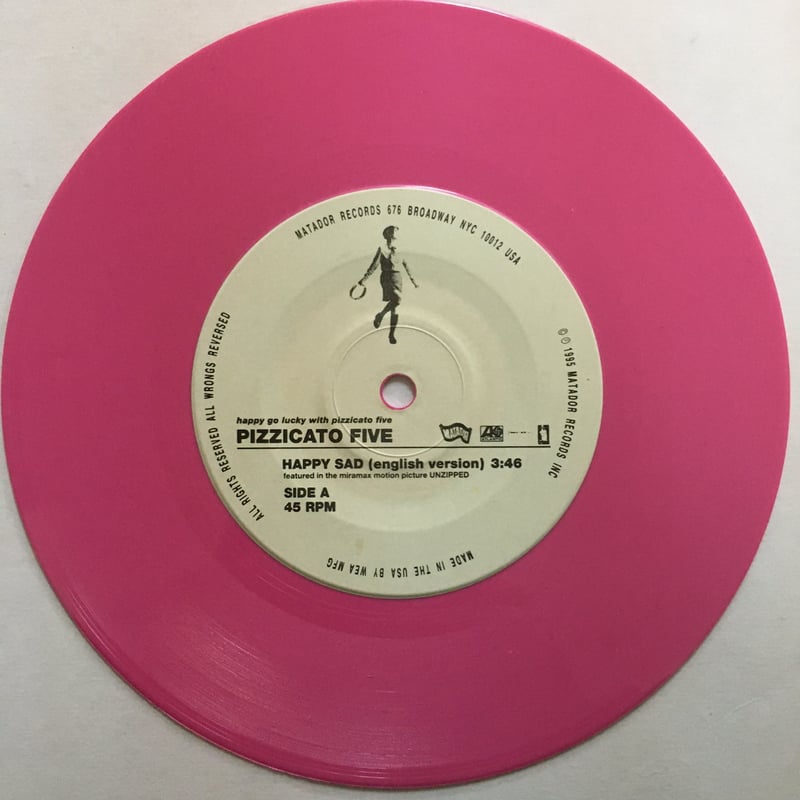 MATADOR RECORDS 676 BROADWAY NYC 10012 USA
℗© 1995 MATADOR RECORDS INC
ALL RIGHTS RESERVED ALL WRONGS REVERSED
happy go lucky with pizzicato five
PIZZICATO FIVE
MATADOR
HAPPY SAD (english version) 3:46
featured in the miramax motion picture UNZIPPED
SIDE A
45 RPM
MADE IN THE USA BY WEA MFG